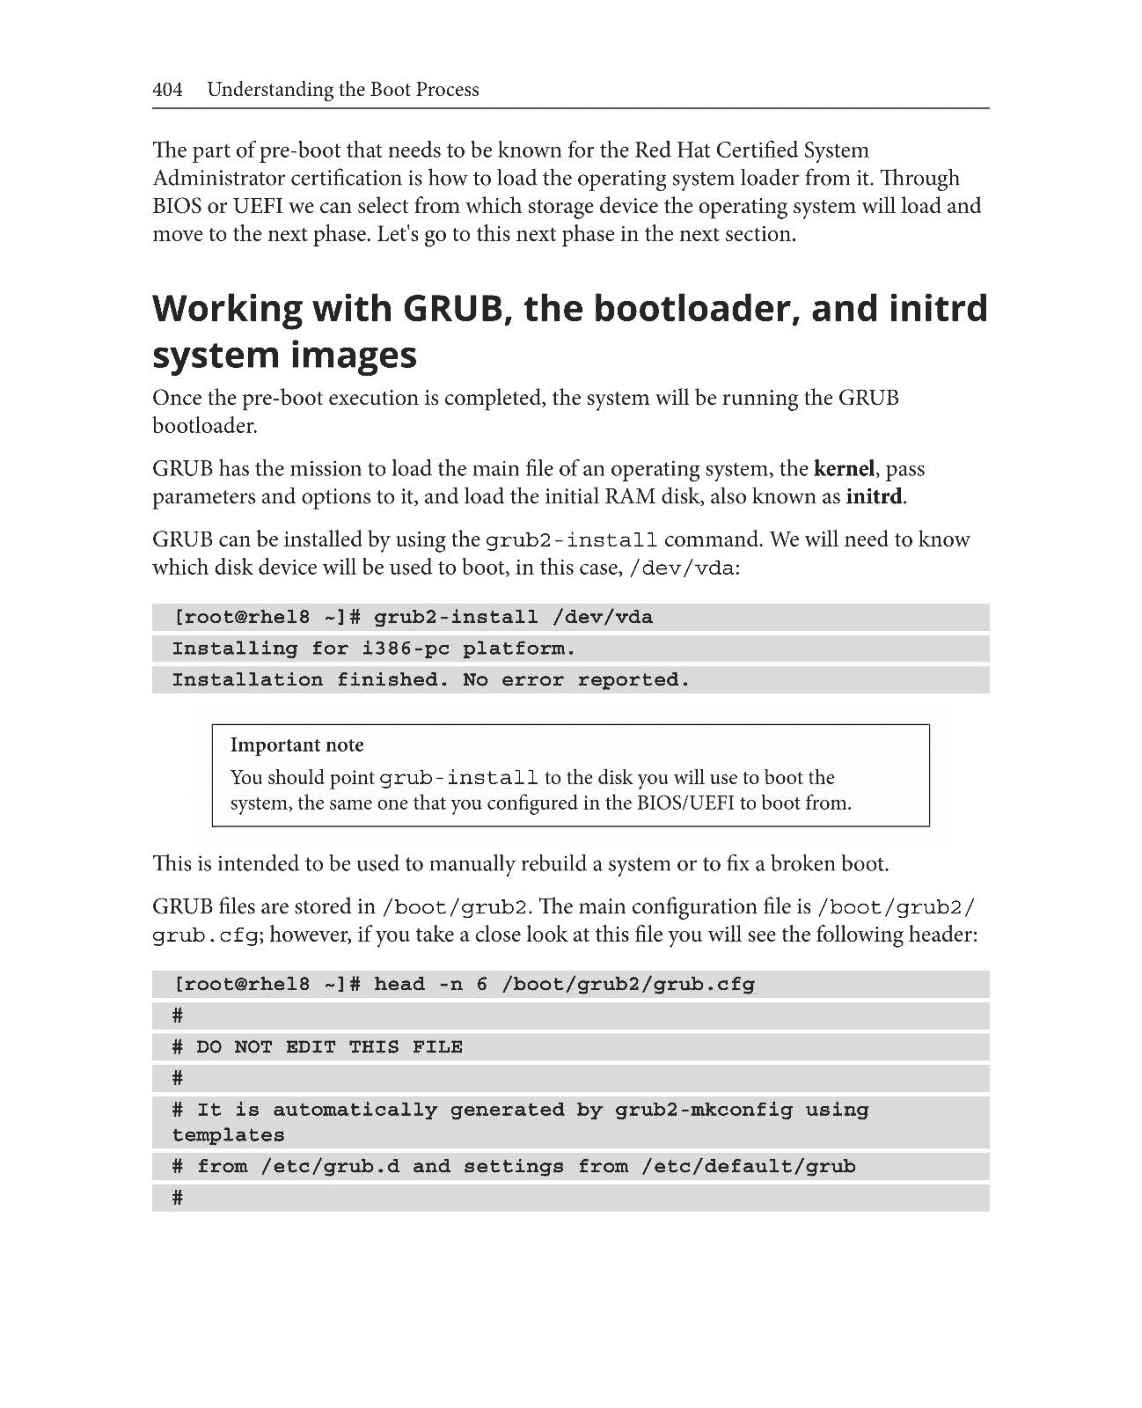 404 Understanding the Boot Process
The part of pre-boot that needs to be known for the Red Hat Certified System
Administrator certification is how to load the operating system loader from it. Through
BIOS or UEFI we can select from which storage device the operating system will load and
move to the next phase. Let's go to this next phase in the next section.
Working with GRUB, the bootloader, and initrd
system images
Once the pre-boot execution is completed, the system will be running the GRUB
bootloader.
GRUB has the mission to load the main file of an operating system, the kernel, pass
parameters and options to it, and load the initial RAM disk, also known as initrd.
GRUB can be installed by using the grub2-install command. We will need to know
which disk device will be used to boot, in this case, /dev/vda:
[root@rhel8 ~]# grub2-install /dev/vda
Installing for i386-pc platform.
Installation finished. No error reported.
Important note
You should point grub-install to the disk you will use to boot the
system, the same one that you configured in the BIOS/UEFI to boot from.
This is intended to be used to manually rebuild a system or to fix a broken boot.
GRUB files are stored in /boot/grub2. The main configuration file is /boot/grub2/
grub.cfg; however, if you take a close look at this file you will see the following header:
[root@rhel8 ~]# head -n 6 /boot/grub2/grub.cfg
#
# DO NOT EDIT THIS FILE
#
# It is automatically generated by grub2-mkconfig using
templates
# from /etc/grub.d and settings from /etc/default/grub
#